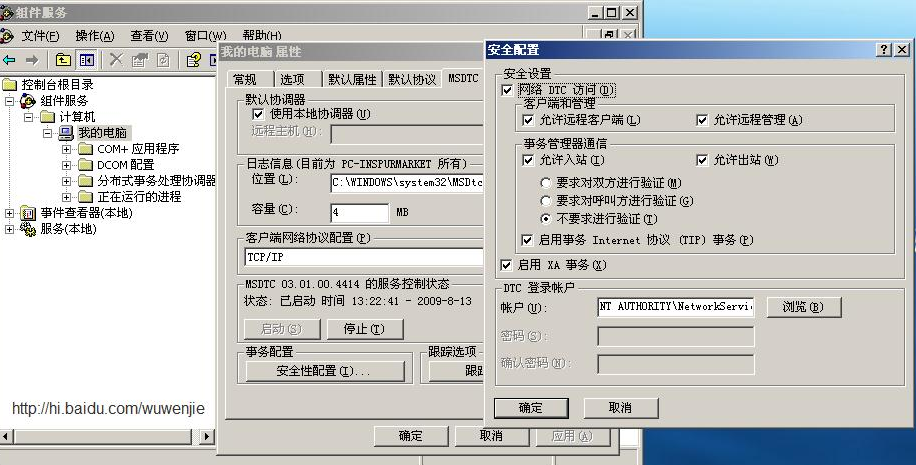 组件服务
文件(F) 操作(A) 查看(V) 窗口(W) 帮助(H)
控制台根目录
组件服务
计算机
我的电脑
COM+ 应用程序
DCOM 配置
分布式事务处理协调器
正在运行的进程
事件查看器(本地)
服务(本地)
http://hi.baidu.com/wuwenjie
我的电脑 属性
常规 选项 默认属性 默认协议 MSDTC
默认协调器
使用本地协调器(U)
远程主机(H):
日志信息(目前为 PC-INSPURMARKET 所有)
位置(L): C:\WINDOWS\system32\MSDtc
容量(C): 4 MB
客户端网络协议配置(P)
TCP/IP
MSDTC 03.01.00.4414 的服务控制状态
状态: 已启动 时间 13:22:41 - 2009-8-13
启动(S) 停止(T)
事务配置 跟踪选项
安全性配置(I)... 跟踪
确定 取消 应用(A)
安全配置
安全设置
网络 DTC 访问(D)
客户端和管理
允许远程客户端(L) 允许远程管理(A)
事务管理器通信
允许入站(I) 允许出站(W)
要求对双方进行验证(M)
要求对呼叫方进行验证(G)
不要求进行验证(T)
启用事务 Internet 协议 (TIP) 事务(P)
启用 XA 事务(X)
DTC 登录帐户
帐户(U): NT AUTHORITY\NetworkServi 浏览(B)
密码(S):
确认密码(N):
确定 取消